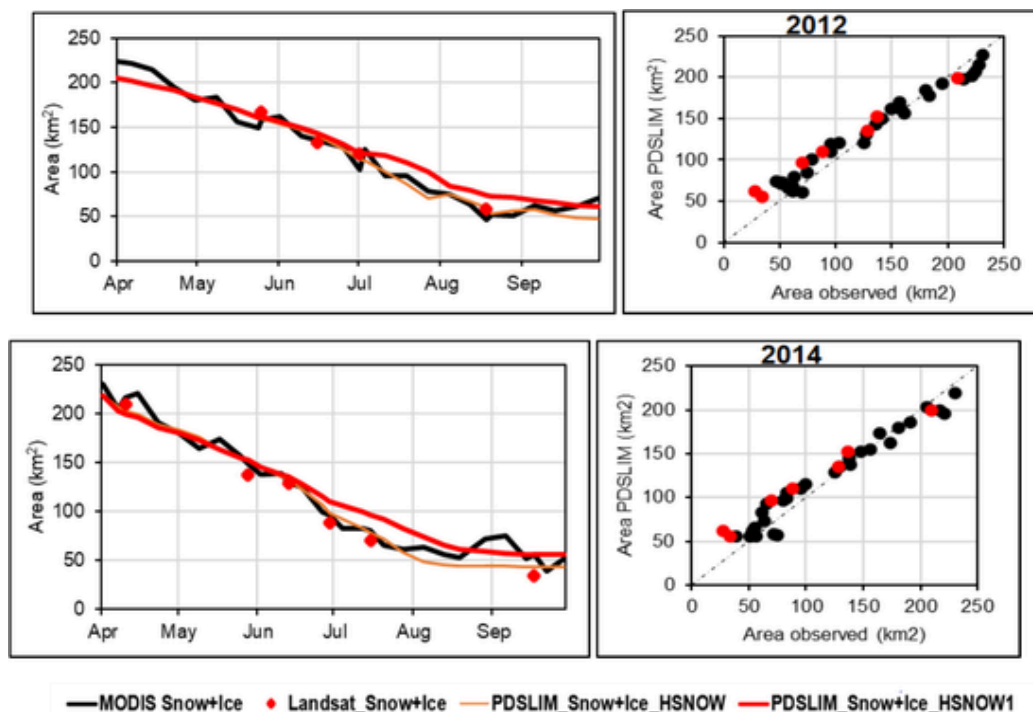 2012
250
200
150
100
50
0
Area (km²)
Apr May Jun Jul Aug Sep
250
200
150
100
50
0
Area PDSLIM (km²)
0 50 100 150 200 250
Area observed (km2)
2014
250
200
150
100
50
0
Area (km²)
Apr May Jun Jul Aug Sep
250
200
150
100
50
0
Area PDSLIM (km2)
0 50 100 150 200 250
Area observed (km2)
MODIS Snow+Ice Landsat_Snow+Ice PDSLIM_Snow+Ice_HSNOW PDSLIM_Snow+Ice_HSNOW1